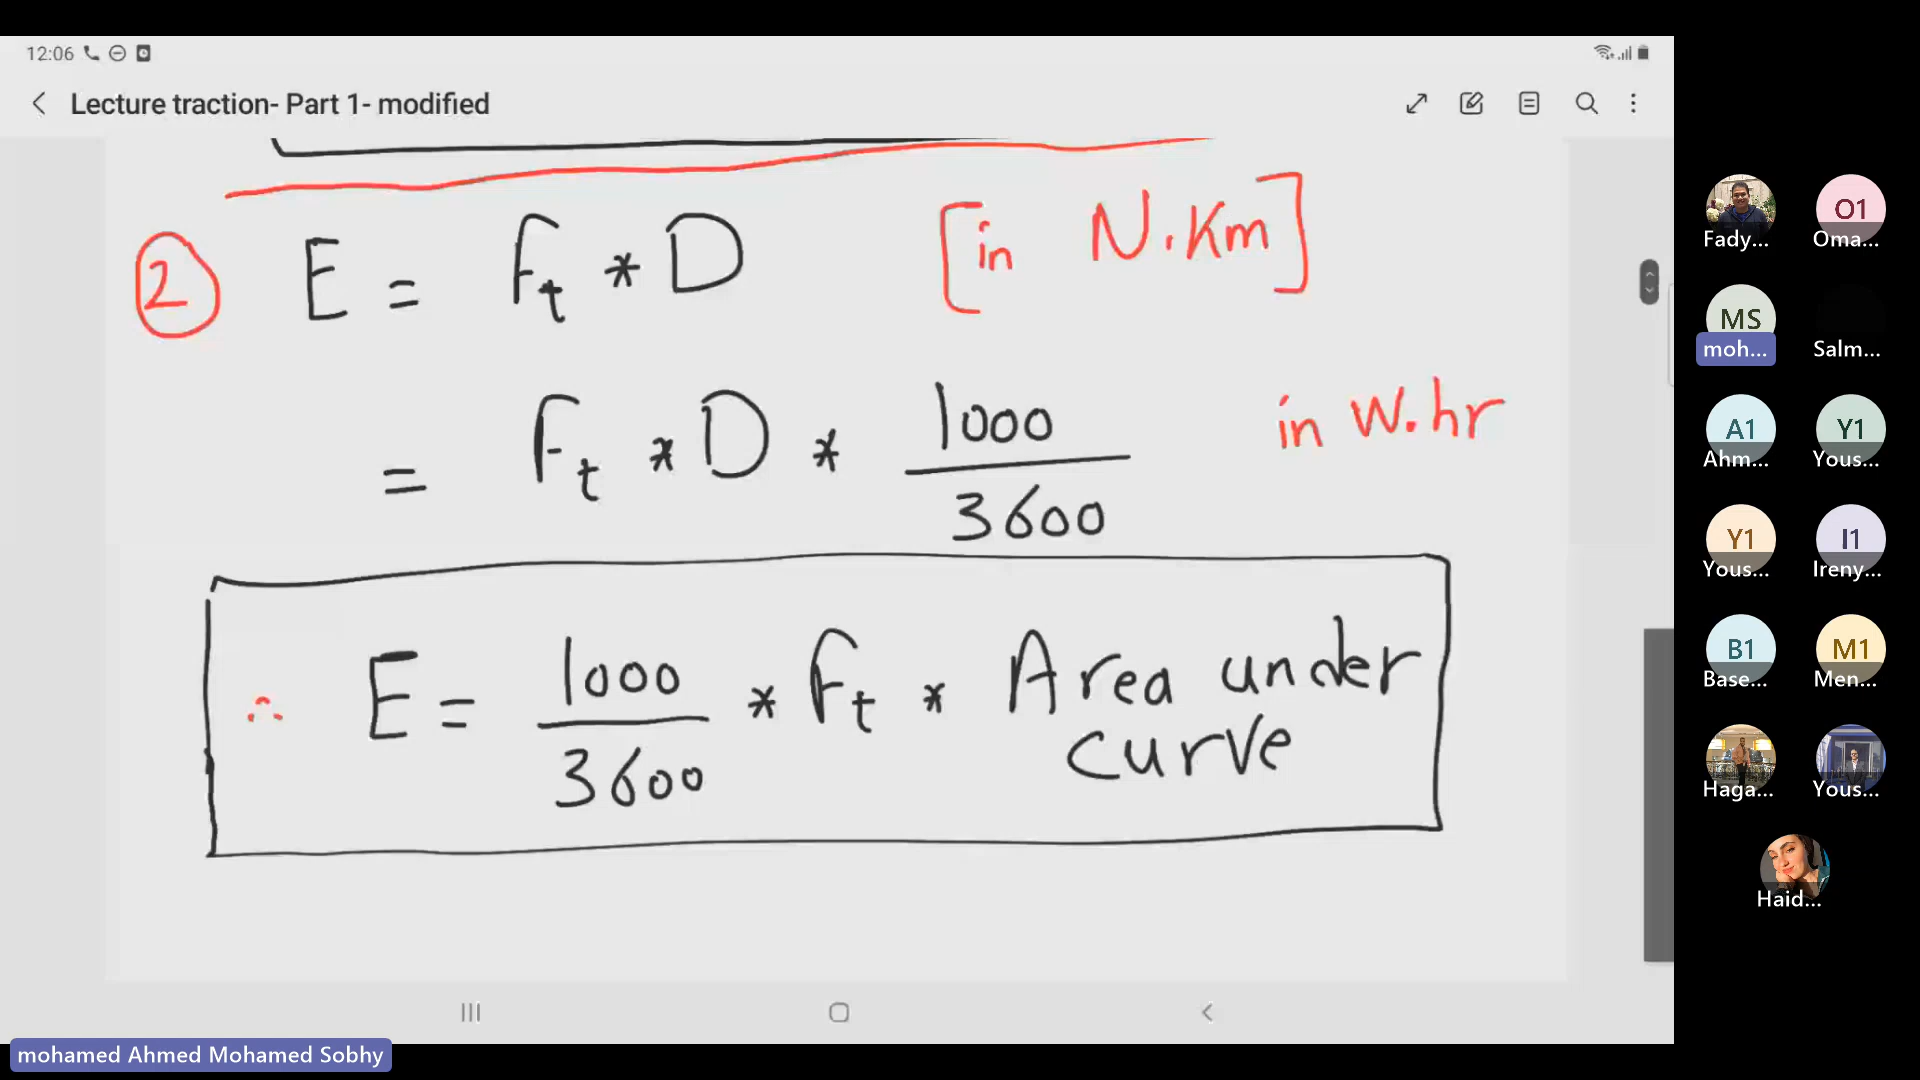 12:06
Lecture traction- Part 1- modified
2 E = Ft * D [in N.Km]
= Ft * D * 1000 / 3600 in W.hr
∴ E = 1000 / 3600 * Ft * Area under curve
Fady...
O1
Oma...
MS
moh...
Salm...
A1
Ahm...
Y1
Yous...
Y1
Yous...
I1
Ireny...
B1
Base...
M1
Men...
Haga...
Yous...
Haid...
mohamed Ahmed Mohamed Sobhy